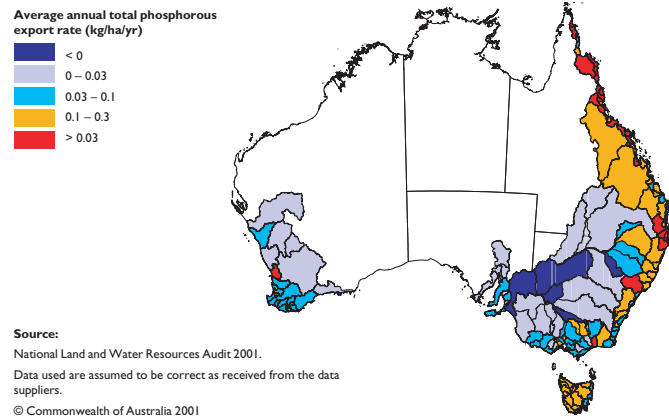 Average annual total phosphorous
export rate (kg/ha/yr)
< 0
0 – 0.03
0.03 – 0.1
0.1 – 0.3
> 0.03
Source:
National Land and Water Resources Audit 2001.
Data used are assumed to be correct as received from the data
suppliers.
© Commonwealth of Australia 2001